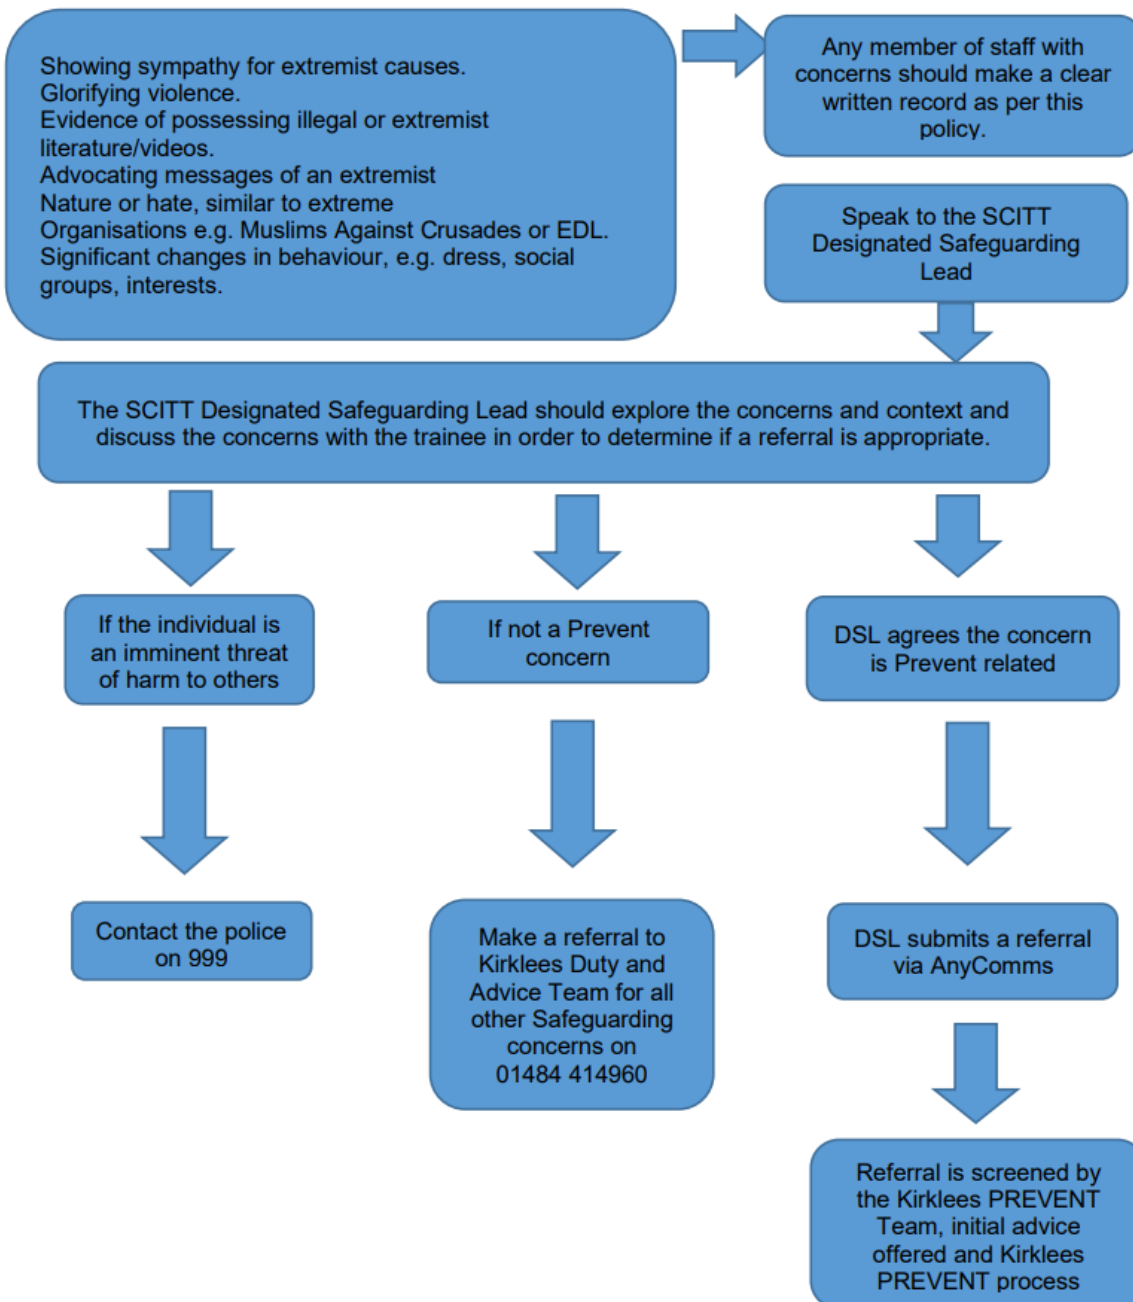 Showing sympathy for extremist causes.
Glorifying violence.
Evidence of possessing illegal or extremist
literature/videos.
Advocating messages of an extremist
Nature or hate, similar to extreme
Organisations e.g. Muslims Against Crusades or EDL.
Significant changes in behaviour, e.g. dress, social
groups, interests.
Any member of staff with
concerns should make a clear
written record as per this
policy.
Speak to the SCITT
Designated Safeguarding
Lead
The SCITT Designated Safeguarding Lead should explore the concerns and context and
discuss the concerns with the trainee in order to determine if a referral is appropriate.
If the individual is
an imminent threat
of harm to others
If not a Prevent
concern
DSL agrees the concern
is Prevent related
Contact the police
on 999
Make a referral to
Kirklees Duty and
Advice Team for all
other Safeguarding
concerns on
01484 414960
DSL submits a referral
via AnyComms
Referral is screened by
the Kirklees PREVENT
Team, initial advice
offered and Kirklees
PREVENT process